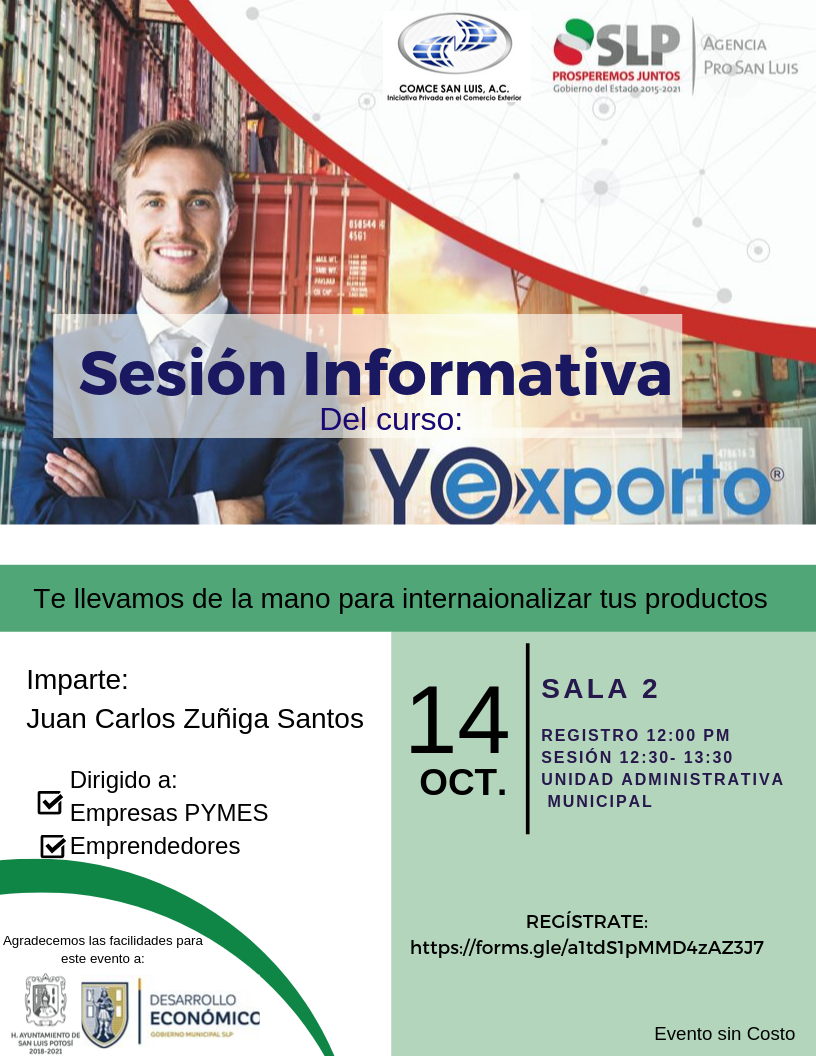 COMCE SAN LUIS, A.C.
Iniciativa Privada en el Comercio Exterior
SLP
PROSPEREMOS JUNTOS
Gobierno del Estado 2015-2021
AGENCIA
PRO SAN LUIS
858544
4561
Sesión Informativa
Del curso:
Yexporto®
Te llevamos de la mano para internaionalizar tus productos
Imparte:
Juan Carlos Zuñiga Santos
Dirigido a:
Empresas PYMES
Emprendedores
14
OCT.
SALA 2
REGISTRO 12:00 PM
SESIÓN 12:30- 13:30
UNIDAD ADMINISTRATIVA
MUNICIPAL
REGÍSTRATE:
https://forms.gle/a1tdS1pMMD4zAZ3J7
Agradecemos las facilidades para
este evento a:
H. AYUNTAMIENTO DE
SAN LUIS POTOSÍ
2018-2021
DESARROLLO
ECONÓMICO
GOBIERNO MUNICIPAL SLP
Evento sin Costo